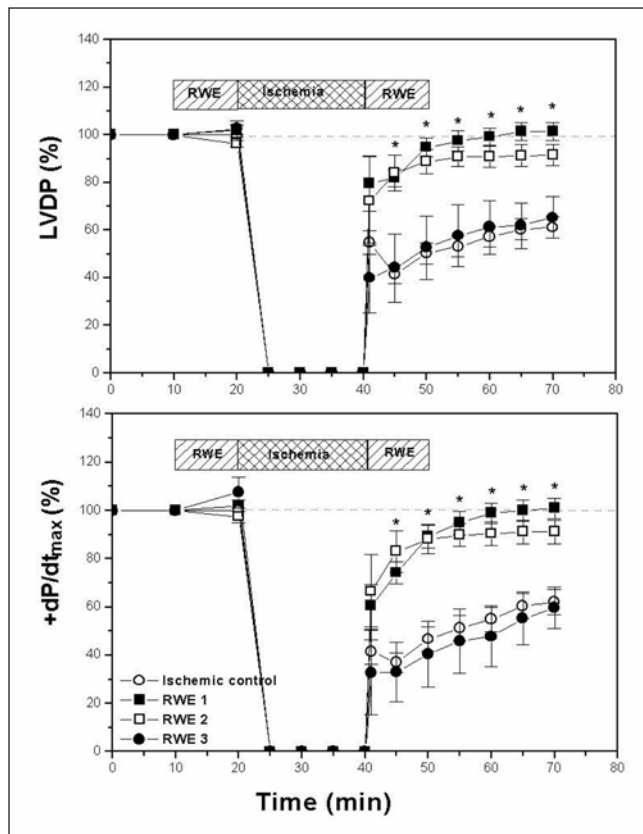 140
120
100
80
60
40
20
0
LVDP (%)
RWE Ischemia RWE
* * * * * *
0 10 20 30 40 50 60 70 80
140
120
100
80
60
40
20
0
+dP/dtmax (%)
RWE Ischemia RWE
* * * * * *
Ischemic control
RWE 1
RWE 2
RWE 3
0 10 20 30 40 50 60 70 80
Time (min)